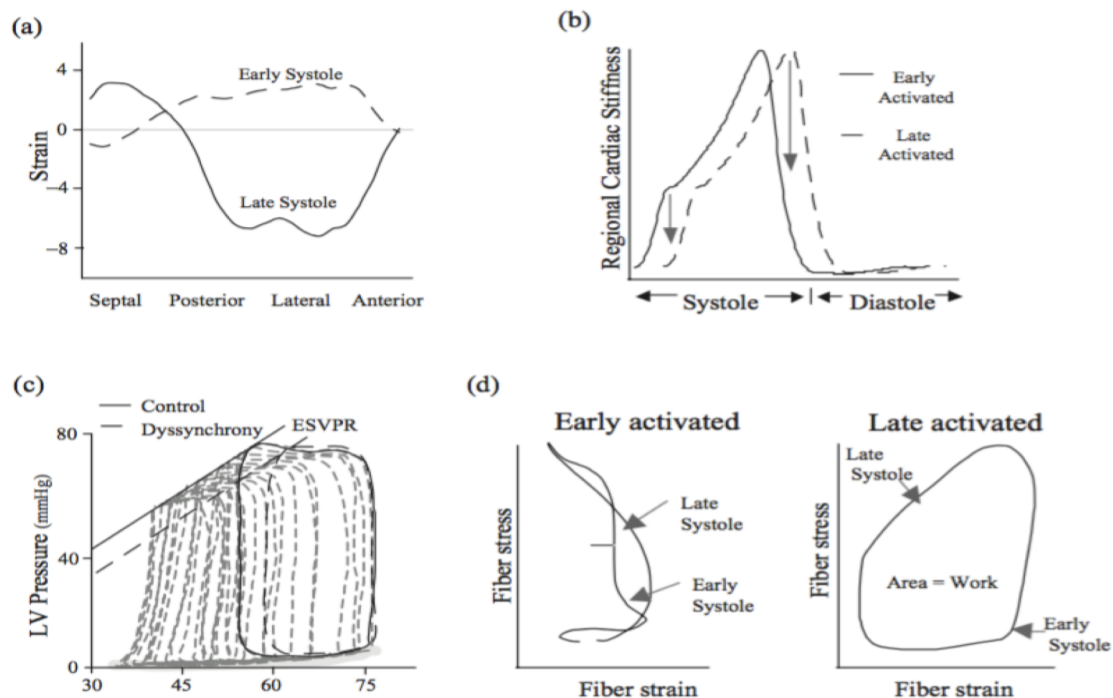 (a)
4
0
−4
−8
Strain
Early Systole
Late Systole
Septal Posterior Lateral Anterior
(b)
Regional Cardiac Stiffness
Early
Activated
Late
Activated
Systole Diastole
(c)
Control
Dyssynchrony
ESVPR
80
40
0
LV Pressure (mmHg)
30 45 60 75
(d)
Early activated
Fiber stress
Late
Systole
Early
Systole
Fiber strain
Late activated
Fiber stress
Late
Systole
Area = Work
Early
Systole
Fiber strain